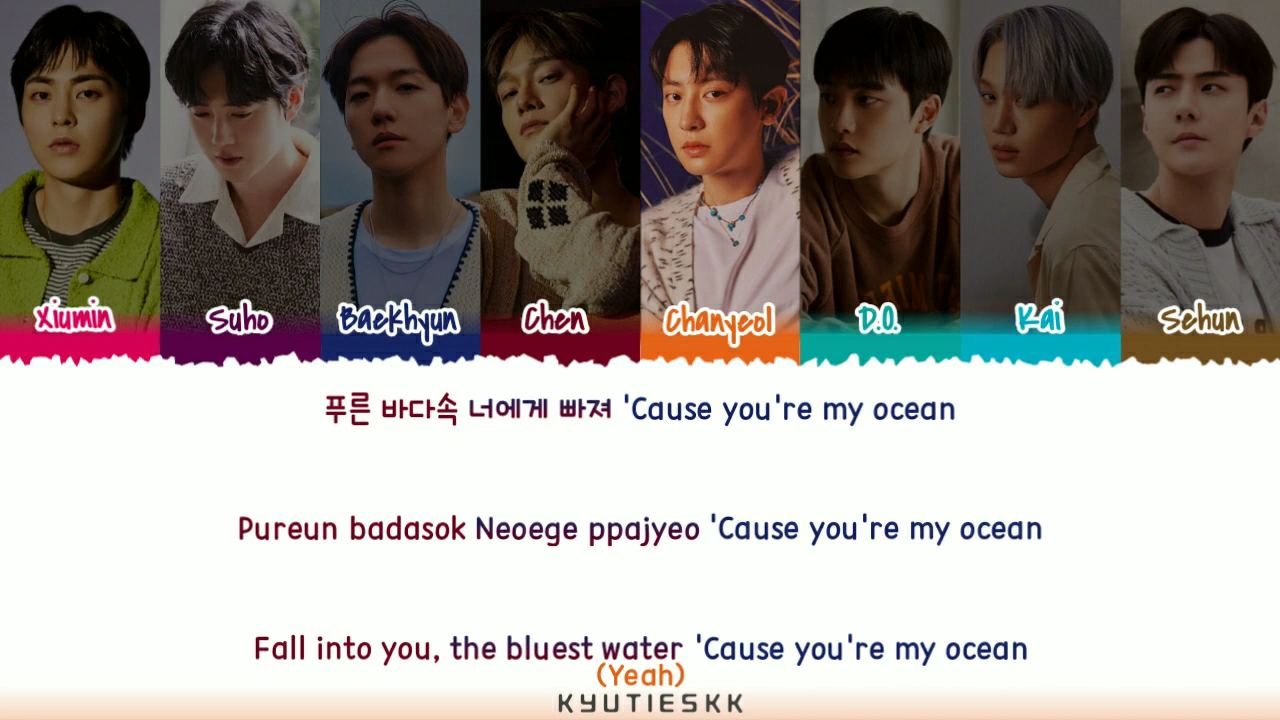 Xiumin Suho Baekhyun Chen Chanyeol D.O. Kai Sehun
푸른 바다속 너에게 빠져 'Cause you're my ocean
Pureun badasok Neoege ppajyeo 'Cause you're my ocean
Fall into you, the bluest water 'Cause you're my ocean
(Yeah)
KYUTIESKK